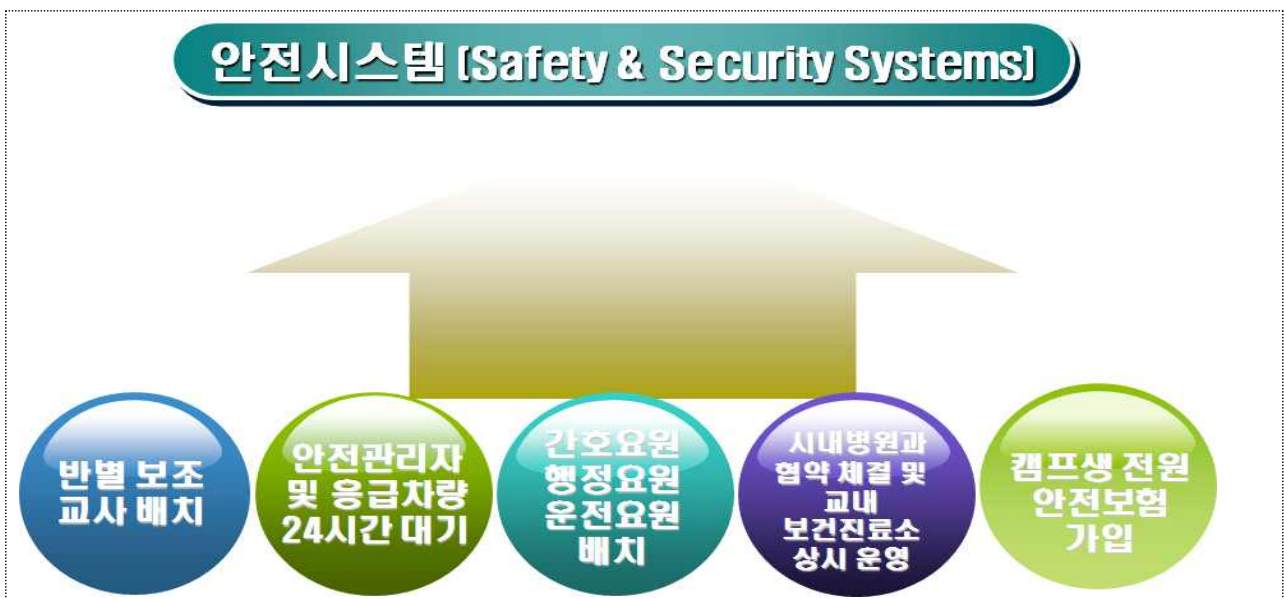 안전시스템 (Safety & Security Systems)
반별 보조
교사 배치
안전관리자
및 응급차량
24시간 대기
간호요원
행정요원
운전요원
배치
시내병원과
협약 체결 및
교내
보건진료소
상시 운영
캠프생 전원
안전보험
가입